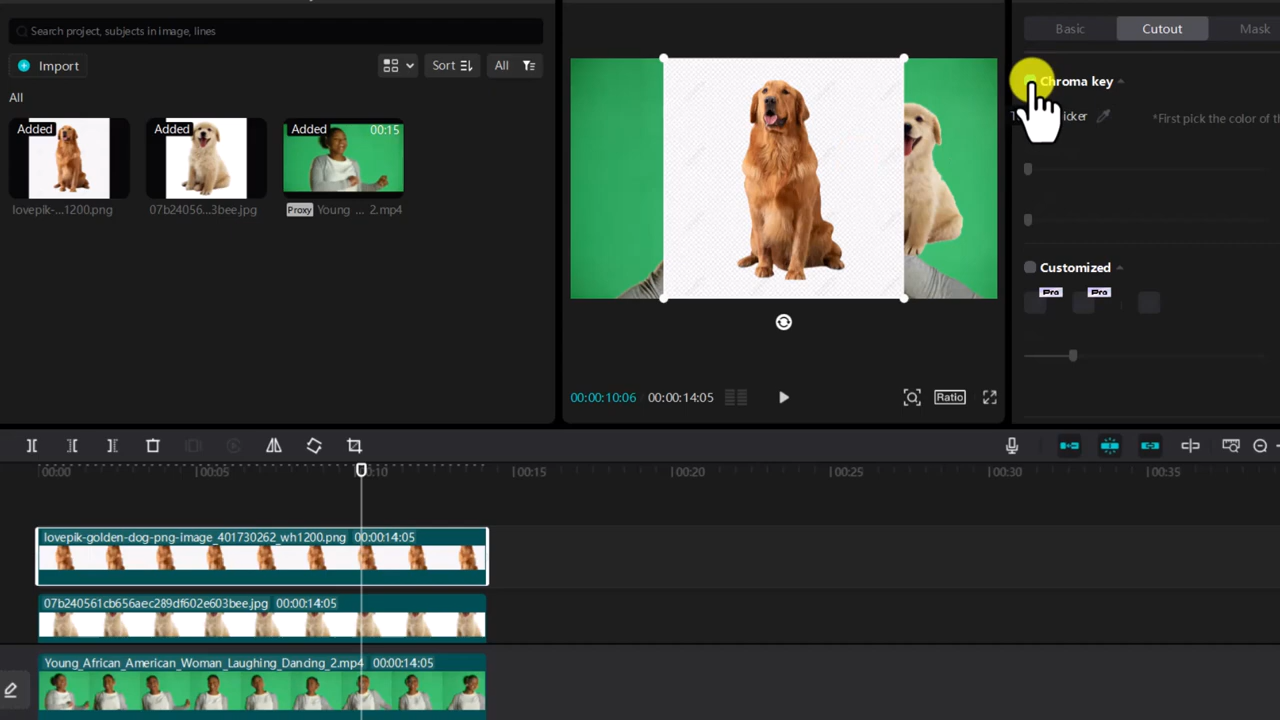 Search project, subjects in image, lines
Basic
Cutout
Mask
Import
Sort
All
Chroma key
All
icker
*First pick the color of th
Added
Added
Added
00:15
lovepik-...1200.png
07b24056...3bee.jpg
Proxy
Young ... 2.mp4
Customized
Pro
Pro
00:00:10:06
00:00:14:05
Ratio
00:00
00:05
00:10
00:15
00:20
00:25
00:30
00:35
lovepik-golden-dog-png-image_401730262_wh1200.png 00:00:14:05
07b240561cb656aec289df602e603bee.jpg 00:00:14:05
Young_African_American_Woman_Laughing_Dancing_2.mp4 00:00:14:05